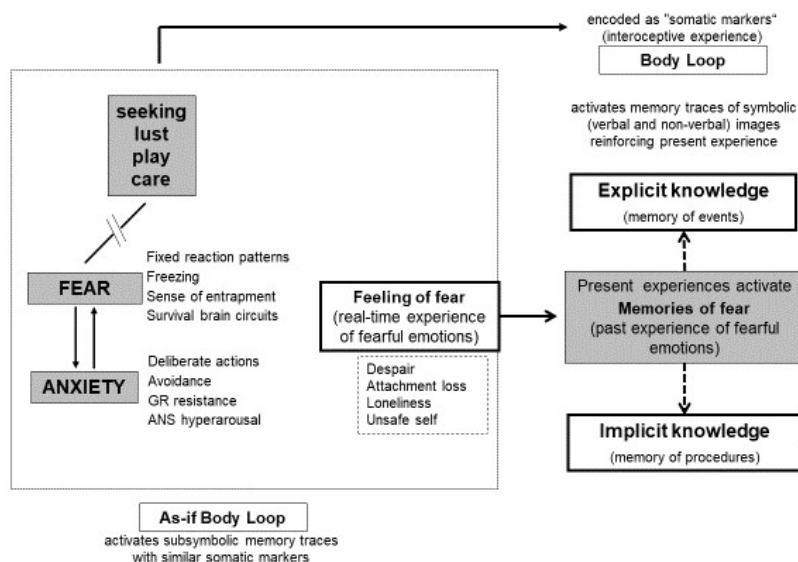 encoded as "somatic markers"
(interoceptive experience)
Body Loop
activates memory traces of symbolic
(verbal and non-verbal) images
reinforcing present experience
seeking
lust
play
care
FEAR
Fixed reaction patterns
Freezing
Sense of entrapment
Survival brain circuits
ANXIETY
Deliberate actions
Avoidance
GR resistance
ANS hyperarousal
Feeling of fear
(real-time experience
of fearful emotions)
Despair
Attachment loss
Loneliness
Unsafe self
Explicit knowledge
(memory of events)
Present experiences activate
Memories of fear
(past experience of fearful
emotions)
Implicit knowledge
(memory of procedures)
As-if Body Loop
activates subsymbolic memory traces
with similar somatic markers